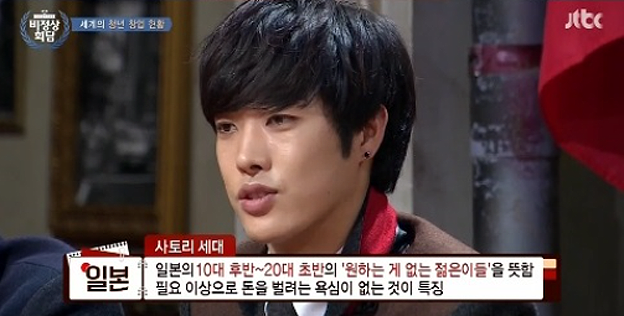 비정상
회담
세계의 청년 창업 현황
jtbc
사토리 세대
일본
일본의 10대 후반~20대 초반의 '원하는 게 없는 젊은이들'을 뜻함
필요 이상으로 돈을 벌려는 욕심이 없는 것이 특징